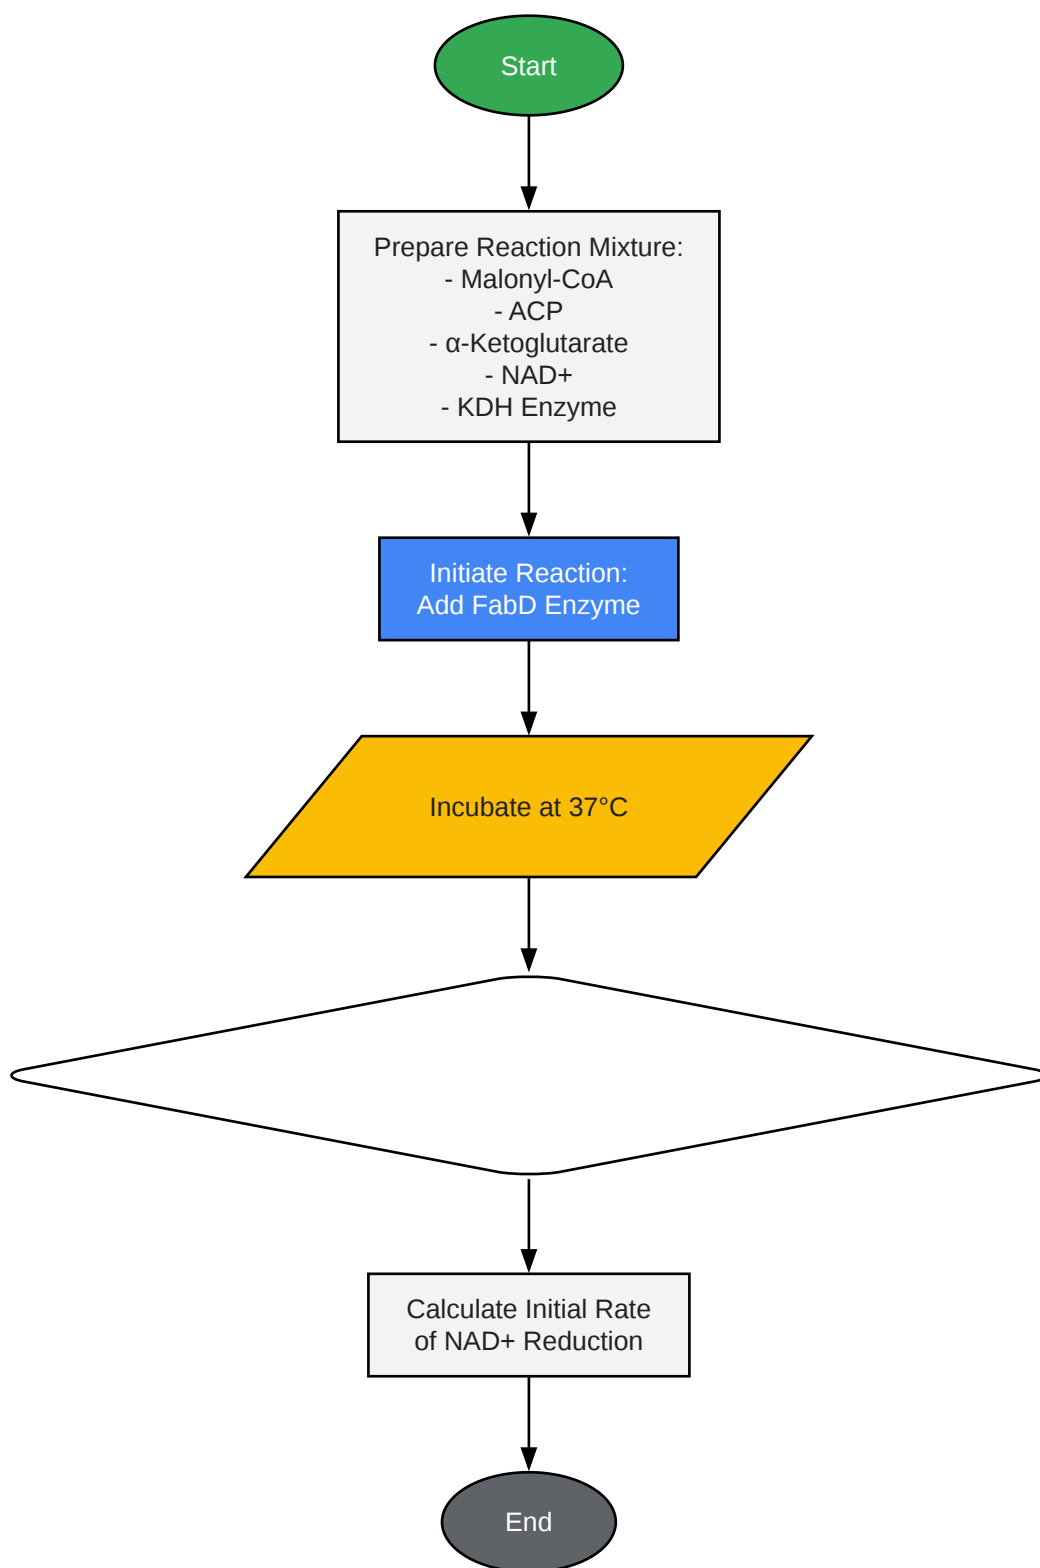 Start
Prepare Reaction Mixture:
- Malonyl-CoA
- ACP
- α-Ketoglutarate
- NAD+
- KDH Enzyme
Initiate Reaction:
Add FabD Enzyme
Incubate at 37°C
Calculate Initial Rate
of NAD+ Reduction
End